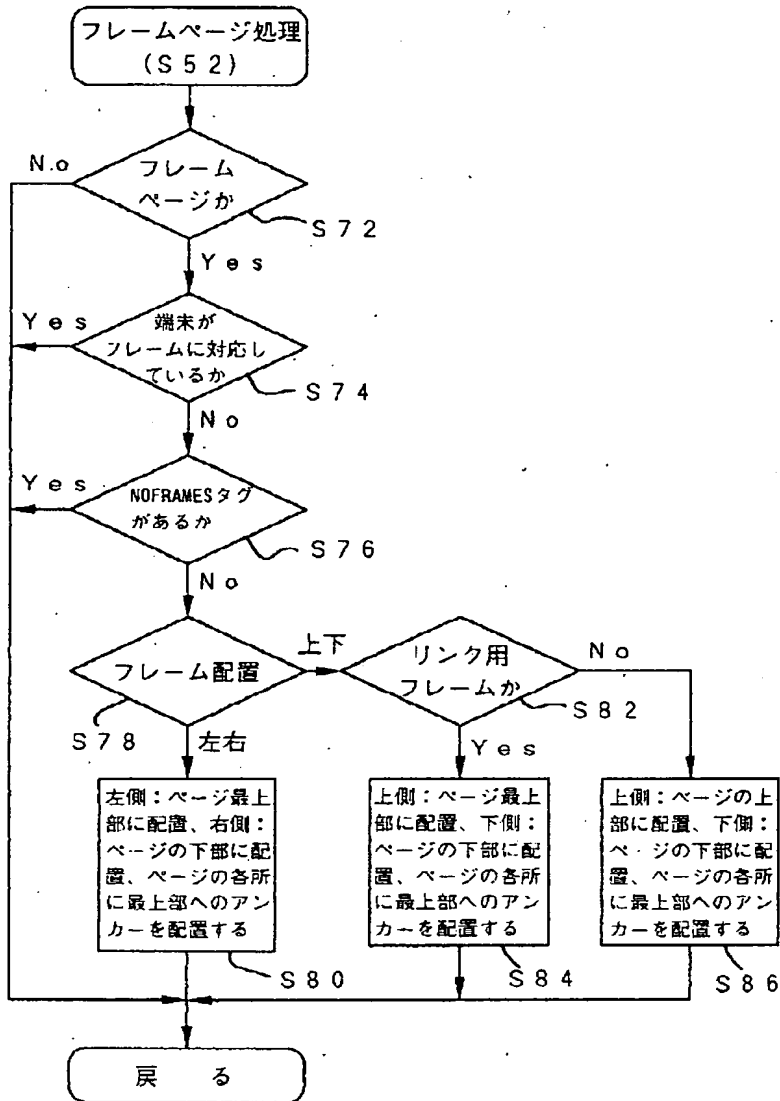 フレームページ処理
(S52)
No
フレーム
ページか
S72
Yes
Yes
端末が
フレームに対応し
ているか
S74
No
Yes
NOFRAMESタグ
があるか
S76
No
フレーム配置
上下
リンク用
フレームか
No
S78
左右
S82
Yes
左側：ページ最上
部に配置、右側：
ページの下部に配
置、ページの各所
に最上部へのアン
カーを配置する
S80
上側：ページ最上
部に配置、下側：
ページの下部に配
置、ページの各所
に最上部へのアン
カーを配置する
S84
上側：ページの上
部に配置、下側：
ページの下部に配
置、ページの各所
に最上部へのアン
カーを配置する
S86
戻る